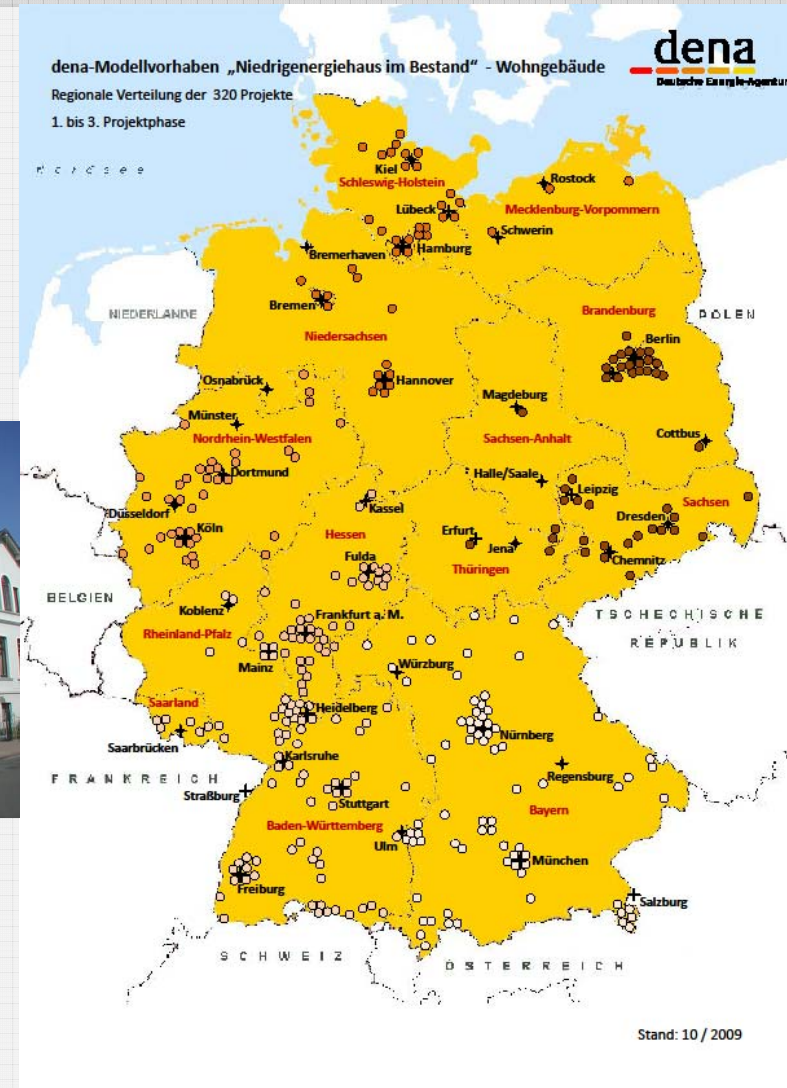 dena-Modellvorhaben „Niedrigenergiehaus im Bestand“ - Wohngebäude
Regionale Verteilung der 320 Projekte
1. bis 3. Projektphase
dena
Deutsche Energie-Agentur
Nordsee
Kiel
Schleswig-Holstein
Rostock
Lübeck
Mecklenburg-Vorpommern
Schwerin
Hamburg
Bremerhaven
Bremen
NIEDERLANDE
Brandenburg
POLEN
Niedersachsen
Berlin
Osnabrück
Hannover
Magdeburg
Münster
Nordrhein-Westfalen
Sachsen-Anhalt
Cottbus
Dortmund
Halle/Saale
Leipzig
Sachsen
Düsseldorf
Kassel
Dresden
Köln
Hessen
Erfurt
Jena
Fulda
Thüringen
Chemnitz
BELGIEN
Koblenz
Frankfurt a. M.
TSCHECHISCHE
REPUBLIK
Rheinland-Pfalz
Mainz
Würzburg
Saarland
Heidelberg
Nürnberg
Saarbrücken
Karlsruhe
FRANKREICH
Regensburg
Straßburg
Stuttgart
Bayern
Baden-Württemberg
Ulm
München
Freiburg
Salzburg
SCHWEIZ
ÖSTERREICH
Stand: 10 / 2009